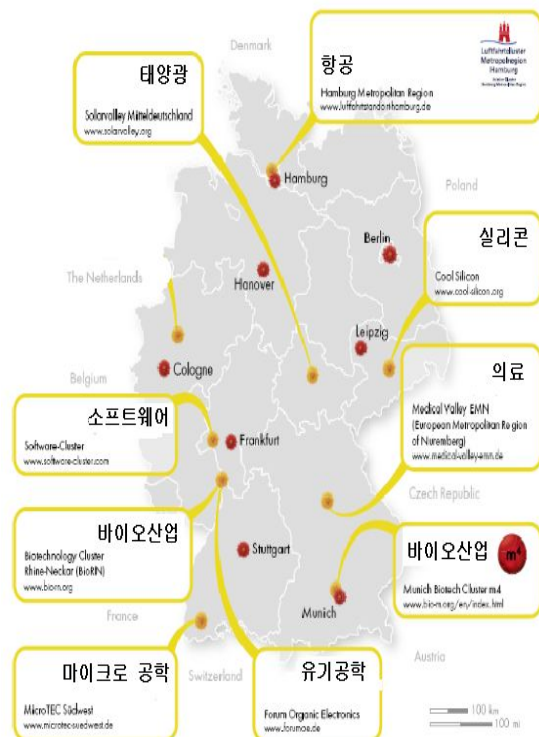 Denmark
태양광
Solarvalley Mitteldeutschland
www.solarvalley.org
항공
Hamburg Metropolitan Region
www.luftfahrtstandorthamburg.de
Luftfahrtcluster
Metropolregion
Hamburg
Hamburg
Poland
Berlin
실리콘
Cool Silicon
www.cool-silicon.org
The Netherlands
Hanover
Leipzig
Cologne
Belgium
의료
Medical Valley EMN
(European Metropolitan Region
of Nuremberg)
www.medical-valley-emn.de
소프트웨어
Software-Cluster
www.software-cluster.com
Frankfurt
Czech Republic
바이오산업
Biotechnology Cluster
Rhine-Neckar (BioRN)
www.biorn.org
Stuttgart
바이오산업
m4
Munich Biotech Cluster m4
www.bio-m.org/en/index.html
Munich
France
마이크로 공학
MicroTEC Südwest
www.microtec-suedwest.de
Switzerland
유기공학
Forum Organic Electronics
www.forumoe.de
Austria
100 km
100 mi